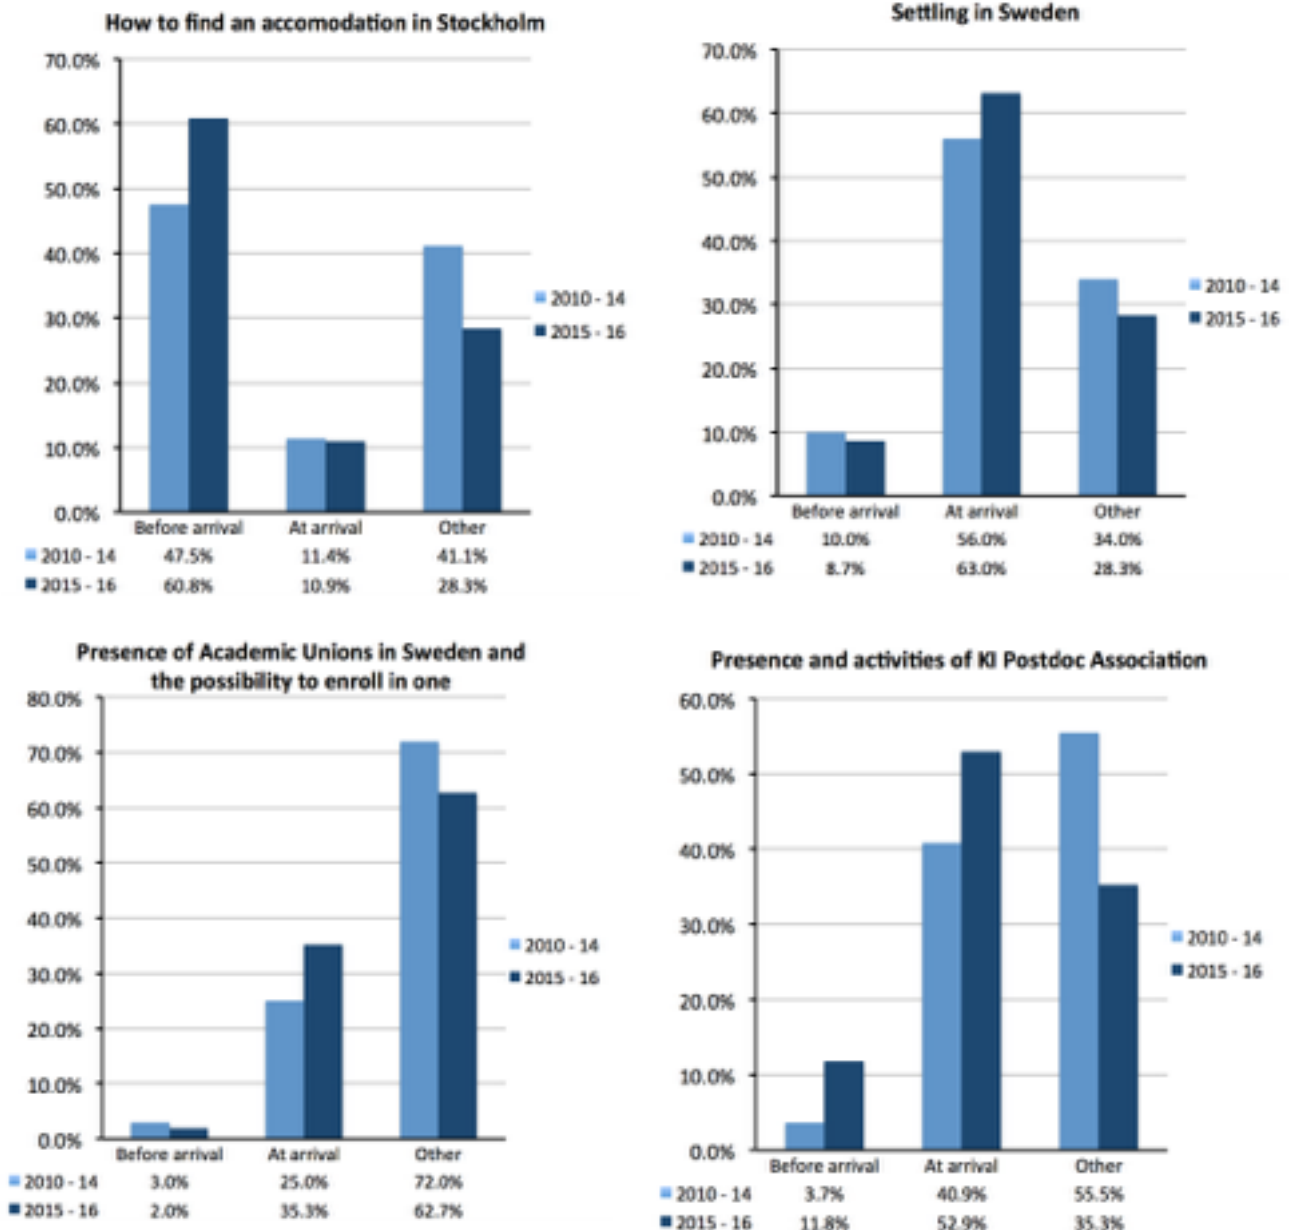 How to find an accomodation in Stockholm
70.0%
60.0%
50.0%
40.0%
30.0%
20.0%
10.0%
0.0%
Before arrival At arrival Other
2010 - 14 47.5% 11.4% 41.1%
2015 - 16 60.8% 10.9% 28.3%
2010 - 14
2015 - 16
Settling in Sweden
70.0%
60.0%
50.0%
40.0%
30.0%
20.0%
10.0%
0.0%
Before arrival At arrival Other
2010 - 14 10.0% 56.0% 34.0%
2015 - 16 8.7% 63.0% 28.3%
2010 - 14
2015 - 16
Presence of Academic Unions in Sweden and
the possibility to enroll in one
80.0%
70.0%
60.0%
50.0%
40.0%
30.0%
20.0%
10.0%
0.0%
Before arrival At arrival Other
2010 - 14 3.0% 25.0% 72.0%
2015 - 16 2.0% 35.3% 62.7%
2010 - 14
2015 - 16
Presence and activities of KI Postdoc Association
60.0%
50.0%
40.0%
30.0%
20.0%
10.0%
0.0%
Before arrival At arrival Other
2010 - 14 3.7% 40.9% 55.5%
2015 - 16 11.8% 52.9% 35.3%
2010 - 14
2015 - 16